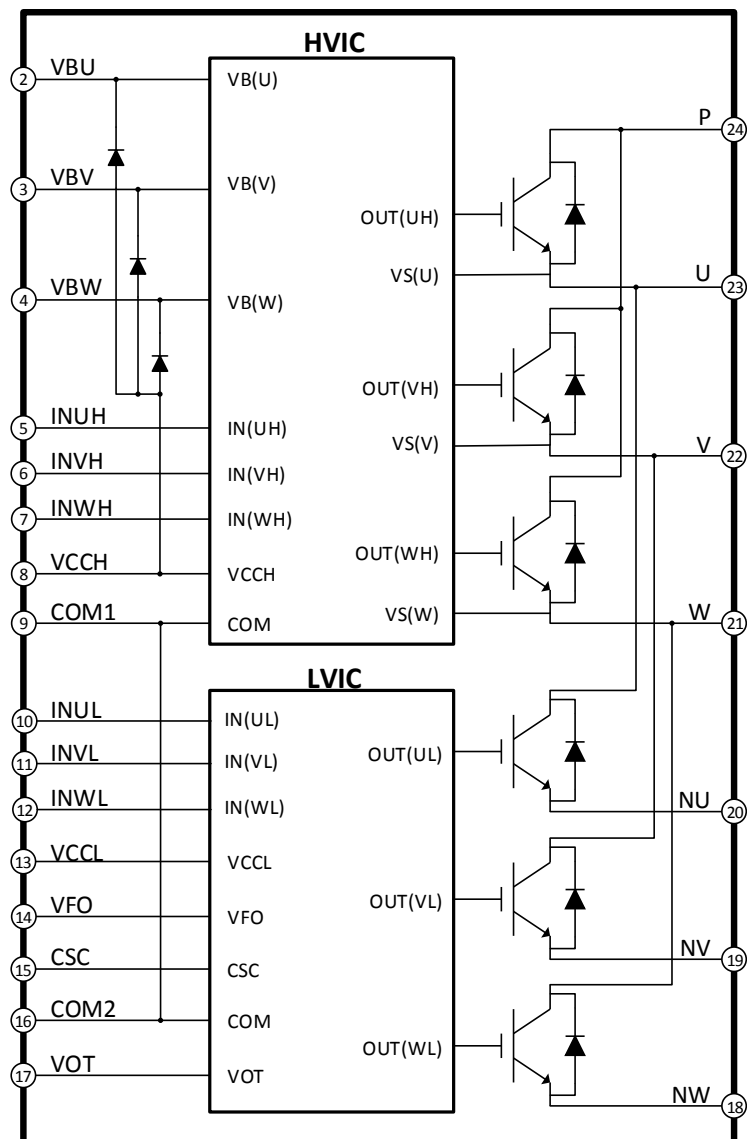 HVIC
2 VBU VB(U)
P 24
3 VBV VB(V)
OUT(UH)
VS(U)
U 23
4 VBW VB(W)
OUT(VH)
5 INUH IN(UH)
VS(V)
V 22
6 INVH IN(VH)
7 INWH IN(WH)
OUT(WH)
8 VCCH VCCH
9 COM1 COM
VS(W)
W 21
LVIC
10 INUL IN(UL)
OUT(UL)
11 INVL IN(VL)
12 INWL IN(WL)
NU 20
13 VCCL VCCL
OUT(VL)
14 VFO VFO
NV 19
15 CSC CSC
16 COM2 COM
OUT(WL)
17 VOT VOT
NW 18